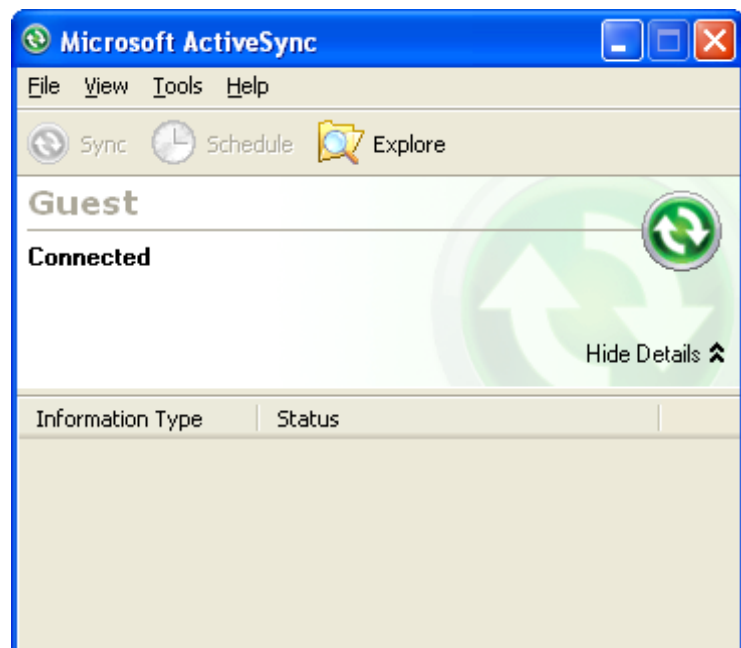 Microsoft ActiveSync
File View Tools Help
Sync Schedule Explore
Guest
Connected
Hide Details
Information Type Status